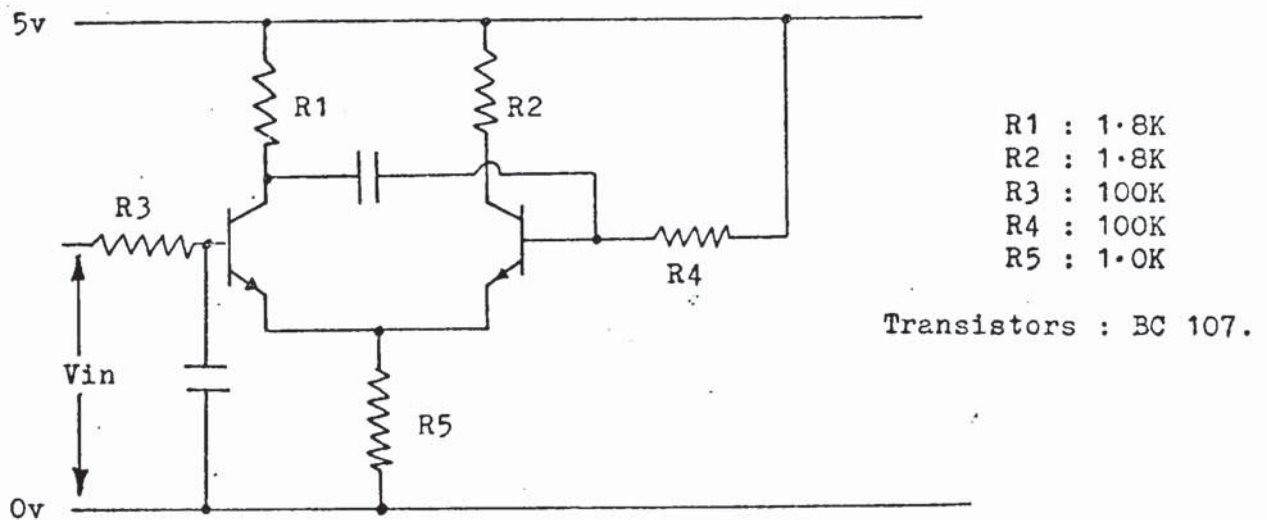 5v
R1
R2
R3
R4
Vin
R5
0v
R1 : 1·8K
R2 : 1·8K
R3 : 100K
R4 : 100K
R5 : 1·0K
Transistors : BC 107.